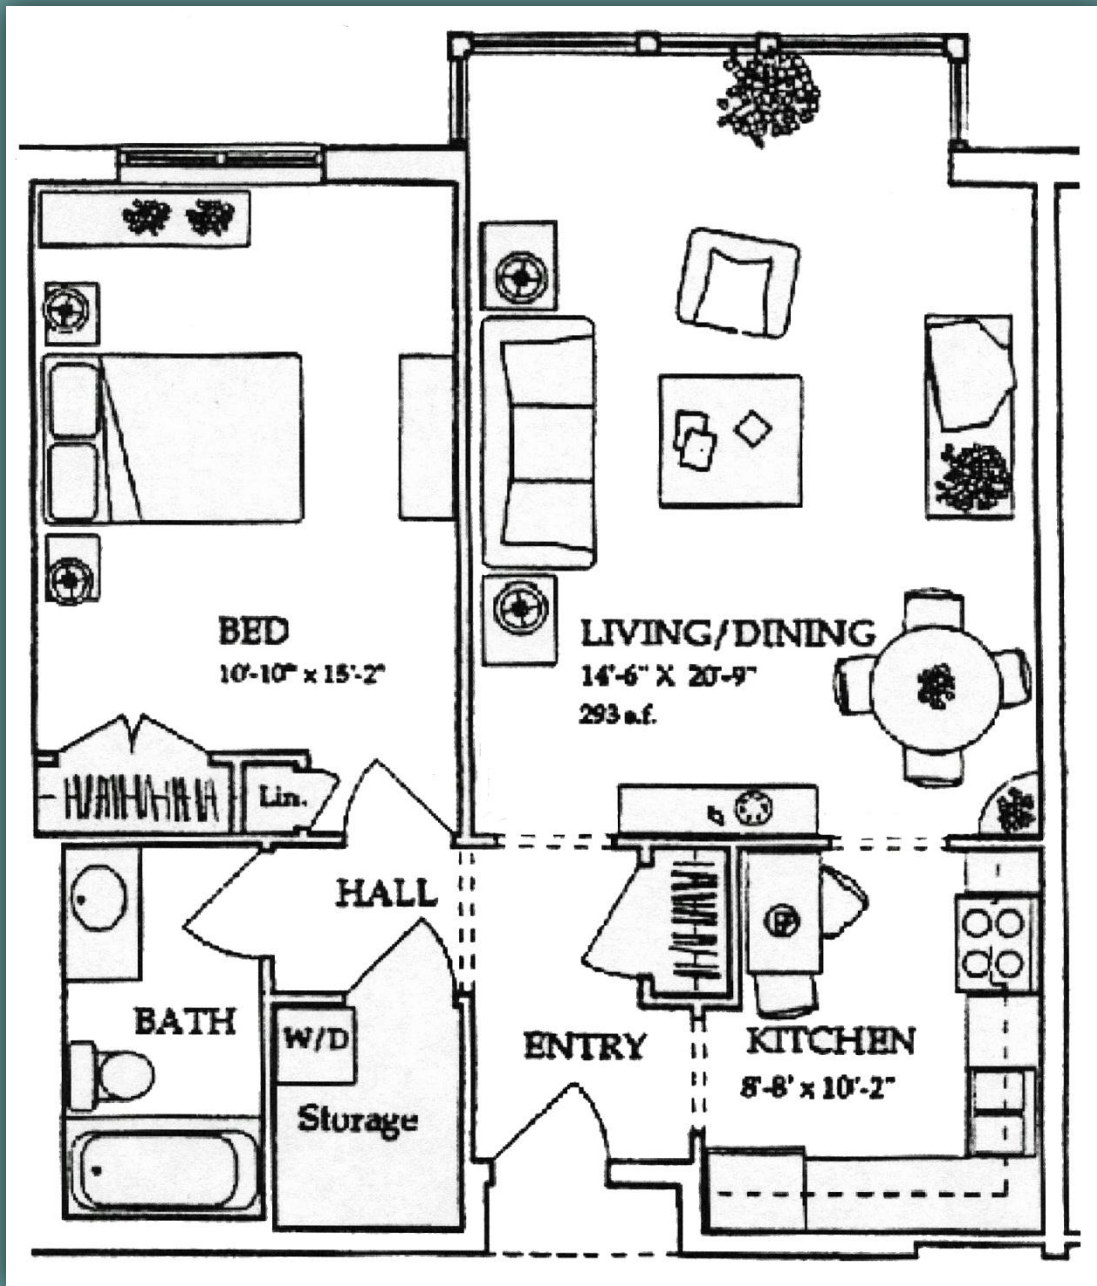 BED
10'-10" x 15'-2"
LIVING/DINING
14'-6" X 20'-9"
293 s.f.
Lin.
HALL
BATH
W/D
Storage
ENTRY
KITCHEN
8'-8' x 10'-2"